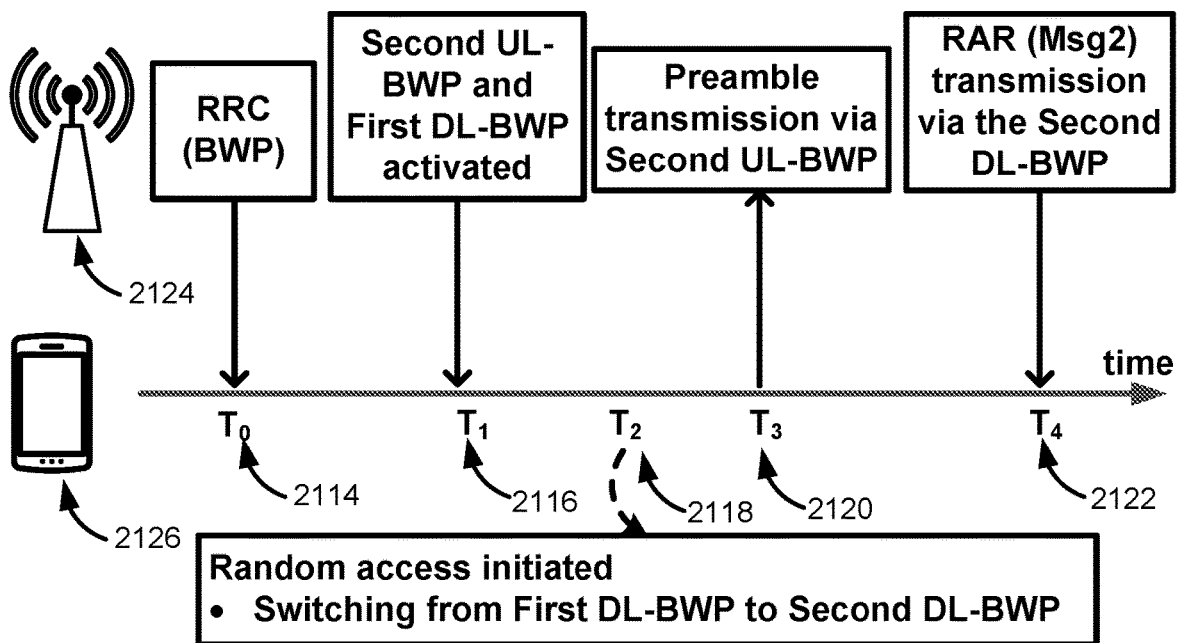 RRC
(BWP)
Second UL-
BWP and
First DL-BWP
activated
Preamble
transmission via
Second UL-BWP
RAR (Msg2)
transmission
via the Second
DL-BWP
2124
time
T₀
T₁
T₂
T₃
T₄
2114
2116
2118
2120
2122
2126
Random access initiated
• Switching from First DL-BWP to Second DL-BWP